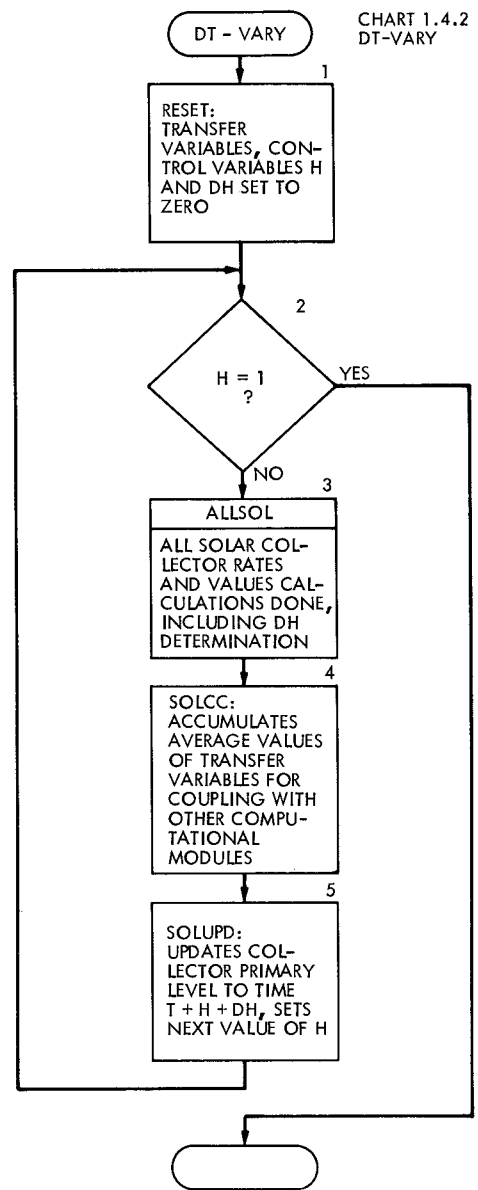 DT - VARY
CHART 1.4.2
DT-VARY
1
RESET:
TRANSFER
VARIABLES, CON-
TROL VARIABLES H
AND DH SET TO
ZERO
2
H = 1
?
YES
NO
3
ALLSOL
ALL SOLAR COL-
LECTOR RATES
AND VALUES CAL-
CULATIONS DONE,
INCLUDING DH
DETERMINATION
4
SOLCC:
ACCUMULATES
AVERAGE VALUES
OF TRANSFER
VARIABLES FOR
COUPLING WITH
OTHER COMPU-
TATIONAL
MODULES
5
SOLUPD:
UPDATES COL-
LECTOR PRIMARY
LEVEL TO TIME
T + H + DH, SETS
NEXT VALUE OF H